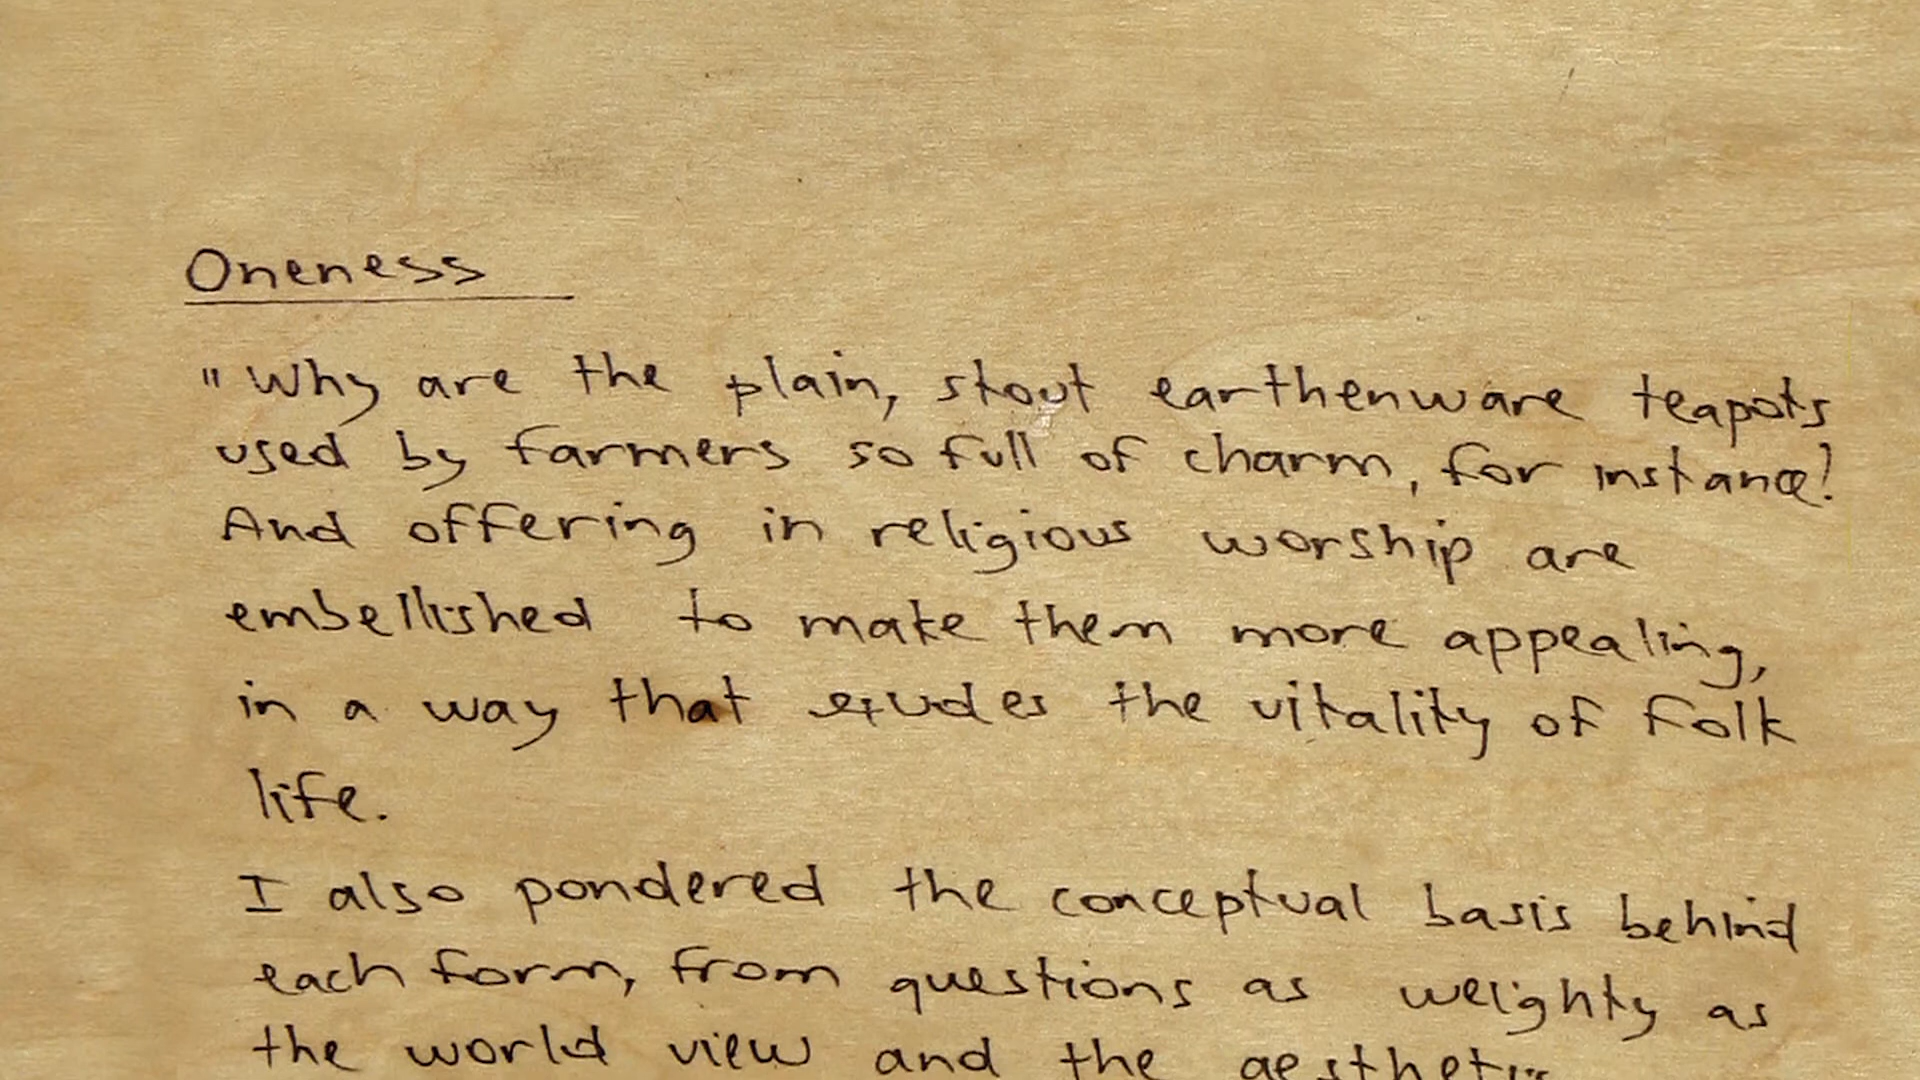 Oneness
"Why are the plain, stout earthenware teapots
used by farmers so full of charm, for instance?
And offering in religious worship are
embellished to make them more appealing,
in a way that exudes the vitality of folk
life.
I also pondered the conceptual basis behind
each form, from questions as weighty as
the world view and the aesthetic